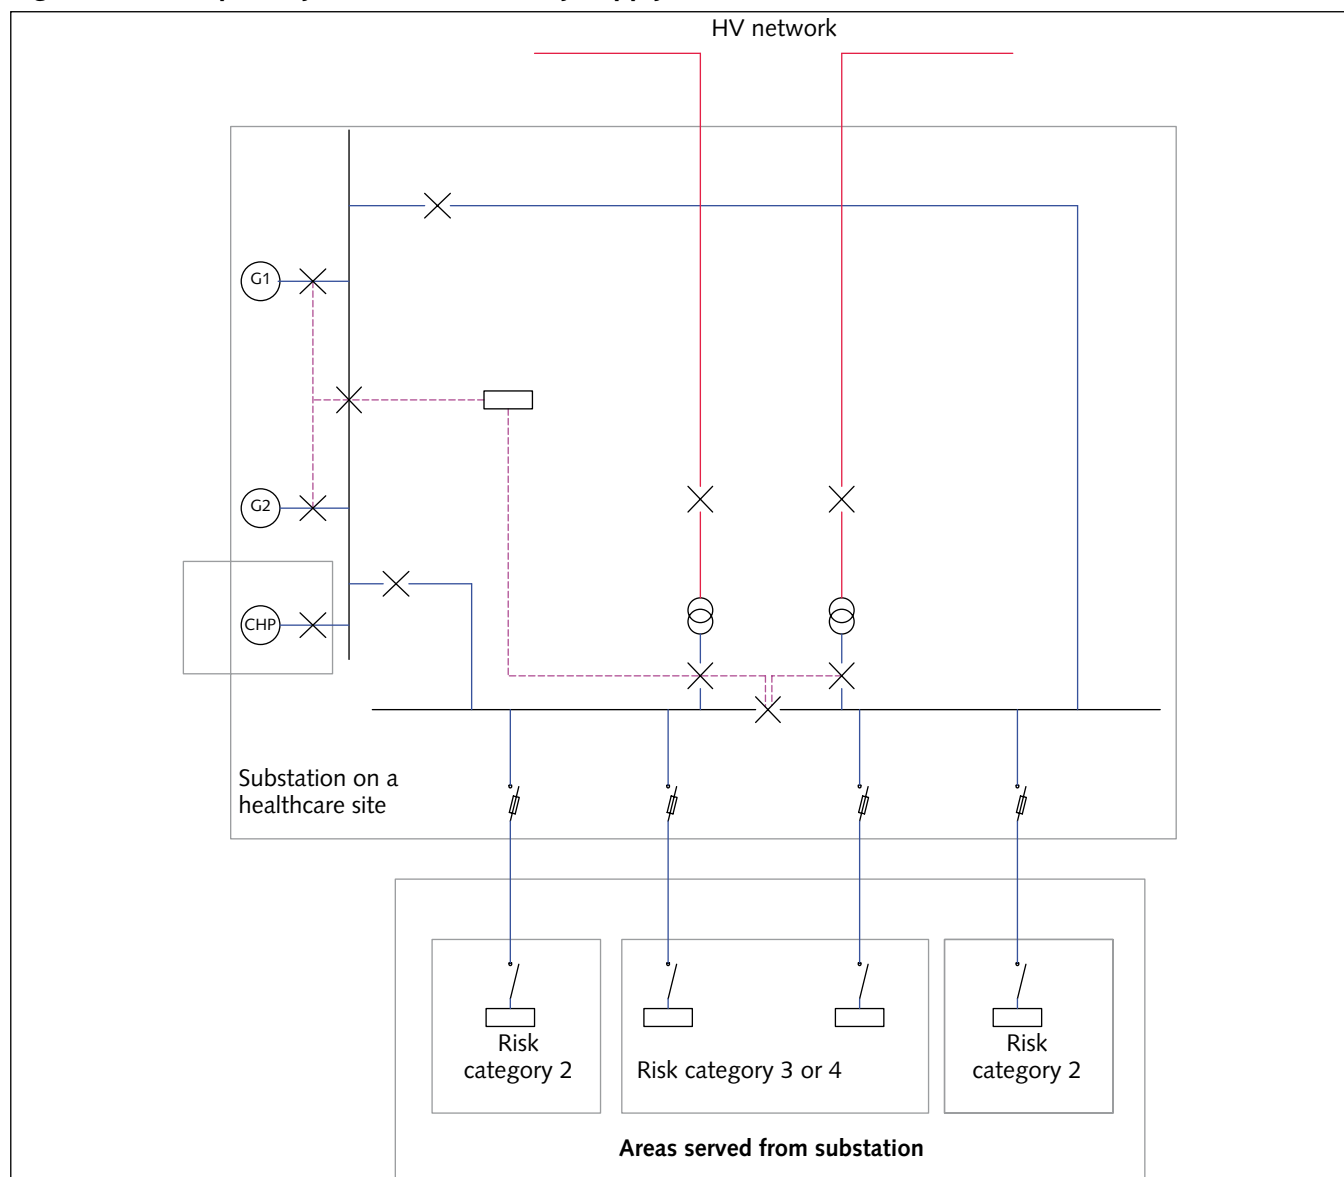 HV network
G1
G2
CHP
Substation on a
healthcare site
Risk
category 2
Risk category 3 or 4
Risk
category 2
Areas served from substation